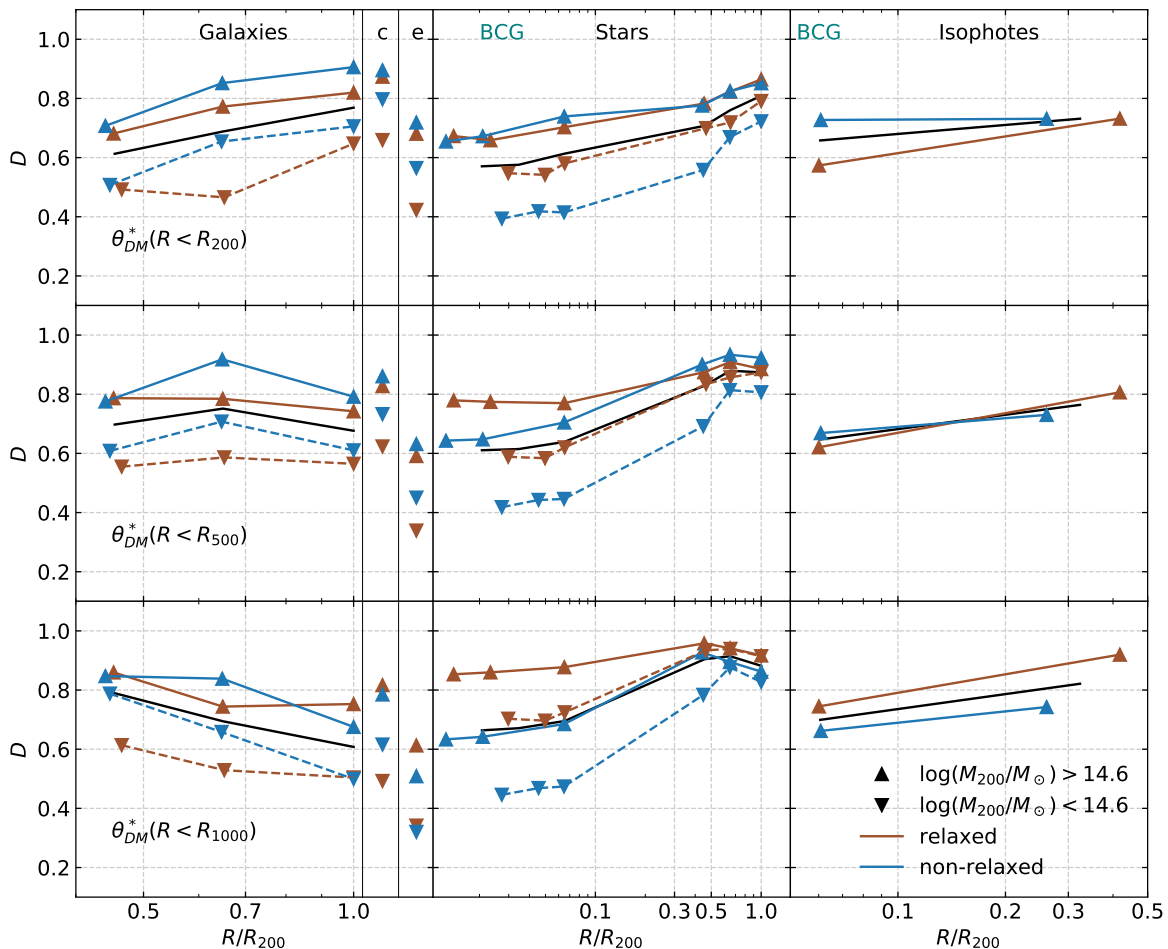 Galaxies c e BCG Stars BCG Isophotes
1.0
0.8
0.6
0.4
0.2
D
θ*DM(R < R200)
1.0
0.8
0.6
0.4
0.2
D
θ*DM(R < R500)
1.0
0.8
0.6
0.4
0.2
D
θ*DM(R < R1000)
log(M200/M⊙) > 14.6
log(M200/M⊙) < 14.6
relaxed
non-relaxed
0.5 0.7 1.0 0.1 0.3 0.5 1.0 0.1 0.2 0.3 0.5
R/R200 R/R200 R/R200